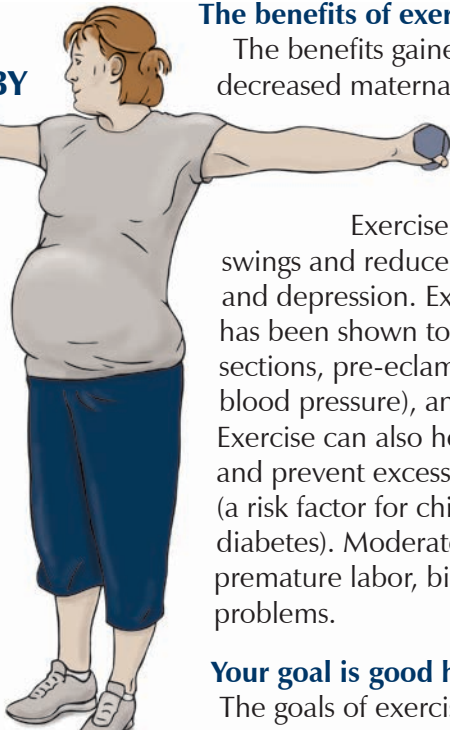 The benefits of exer
The benefits gaine
decreased materna
BY
Exercise
swings and reduce
and depression. Ex
has been shown to
sections, pre-eclam
blood pressure), an
Exercise can also he
and prevent excess
(a risk factor for chi
diabetes). Moderat
premature labor, bi
problems.
Your goal is good h
The goals of exercis